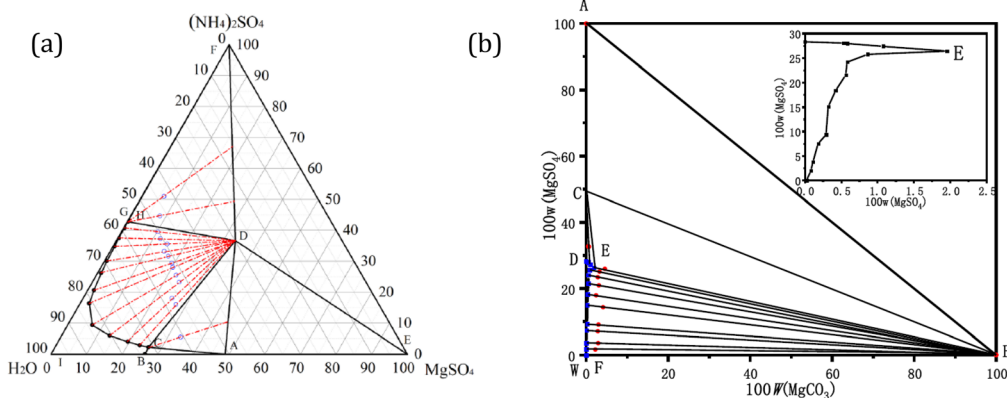 (a)
(NH₄)₂SO₄
F
0 100
10 90
20 80
30 70
40 60
50 50
G H
60 40
D
70 30
80 20
90 10
C A E
100 0
B
10 20 30 40 50 60 70 80 90 100
H₂O MgSO₄
(b)
A
100
80
60
C
40
D E
20
0
W F
0 20 40 60 80 100
100w(MgSO₄)
100W(MgCO₃)
30
25
20
15
10
5
0
E
0.0 0.5 1.0 1.5 2.0 2.5
100w(MgSO₄)
100w(MgSO₄)